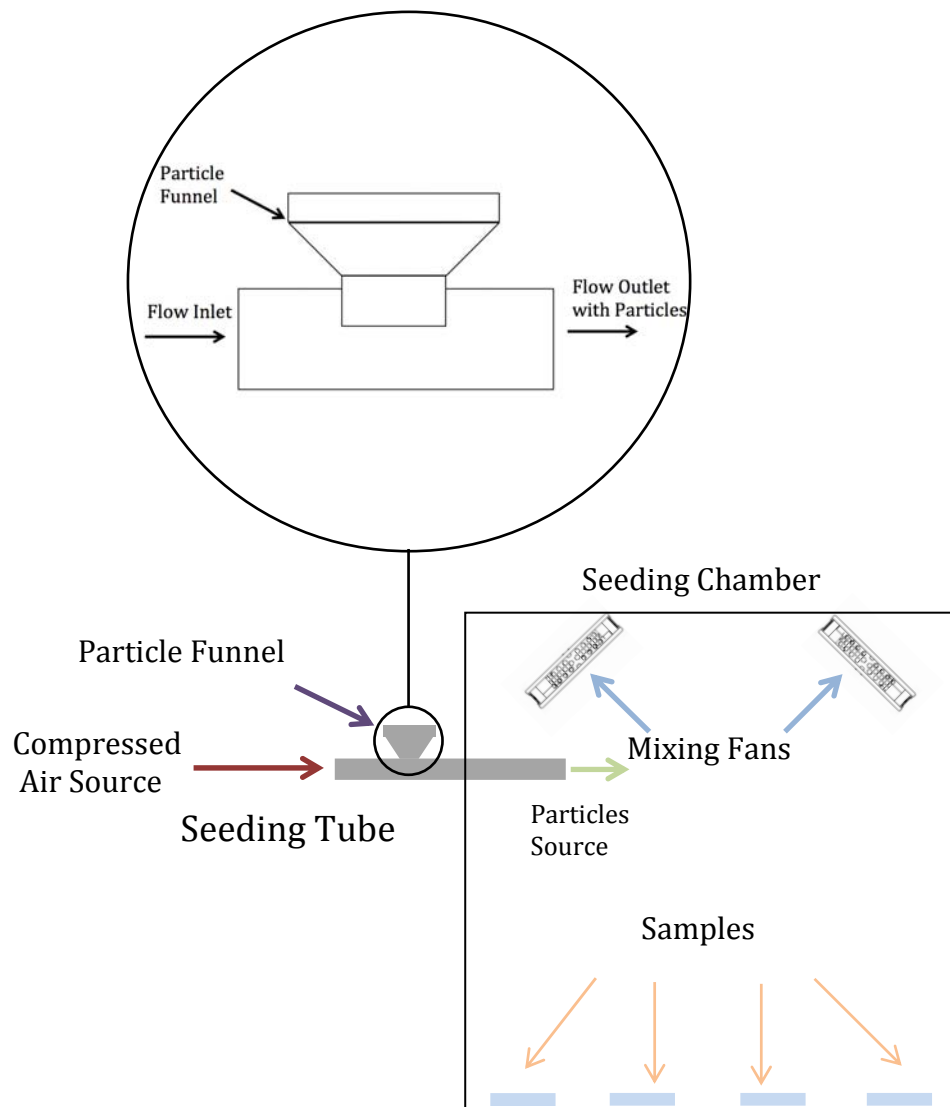 Particle
Funnel
Flow Inlet
Flow Outlet
with Particles
Seeding Chamber
Particle Funnel
Compressed
Air Source
Mixing Fans
Seeding Tube
Particles
Source
Samples